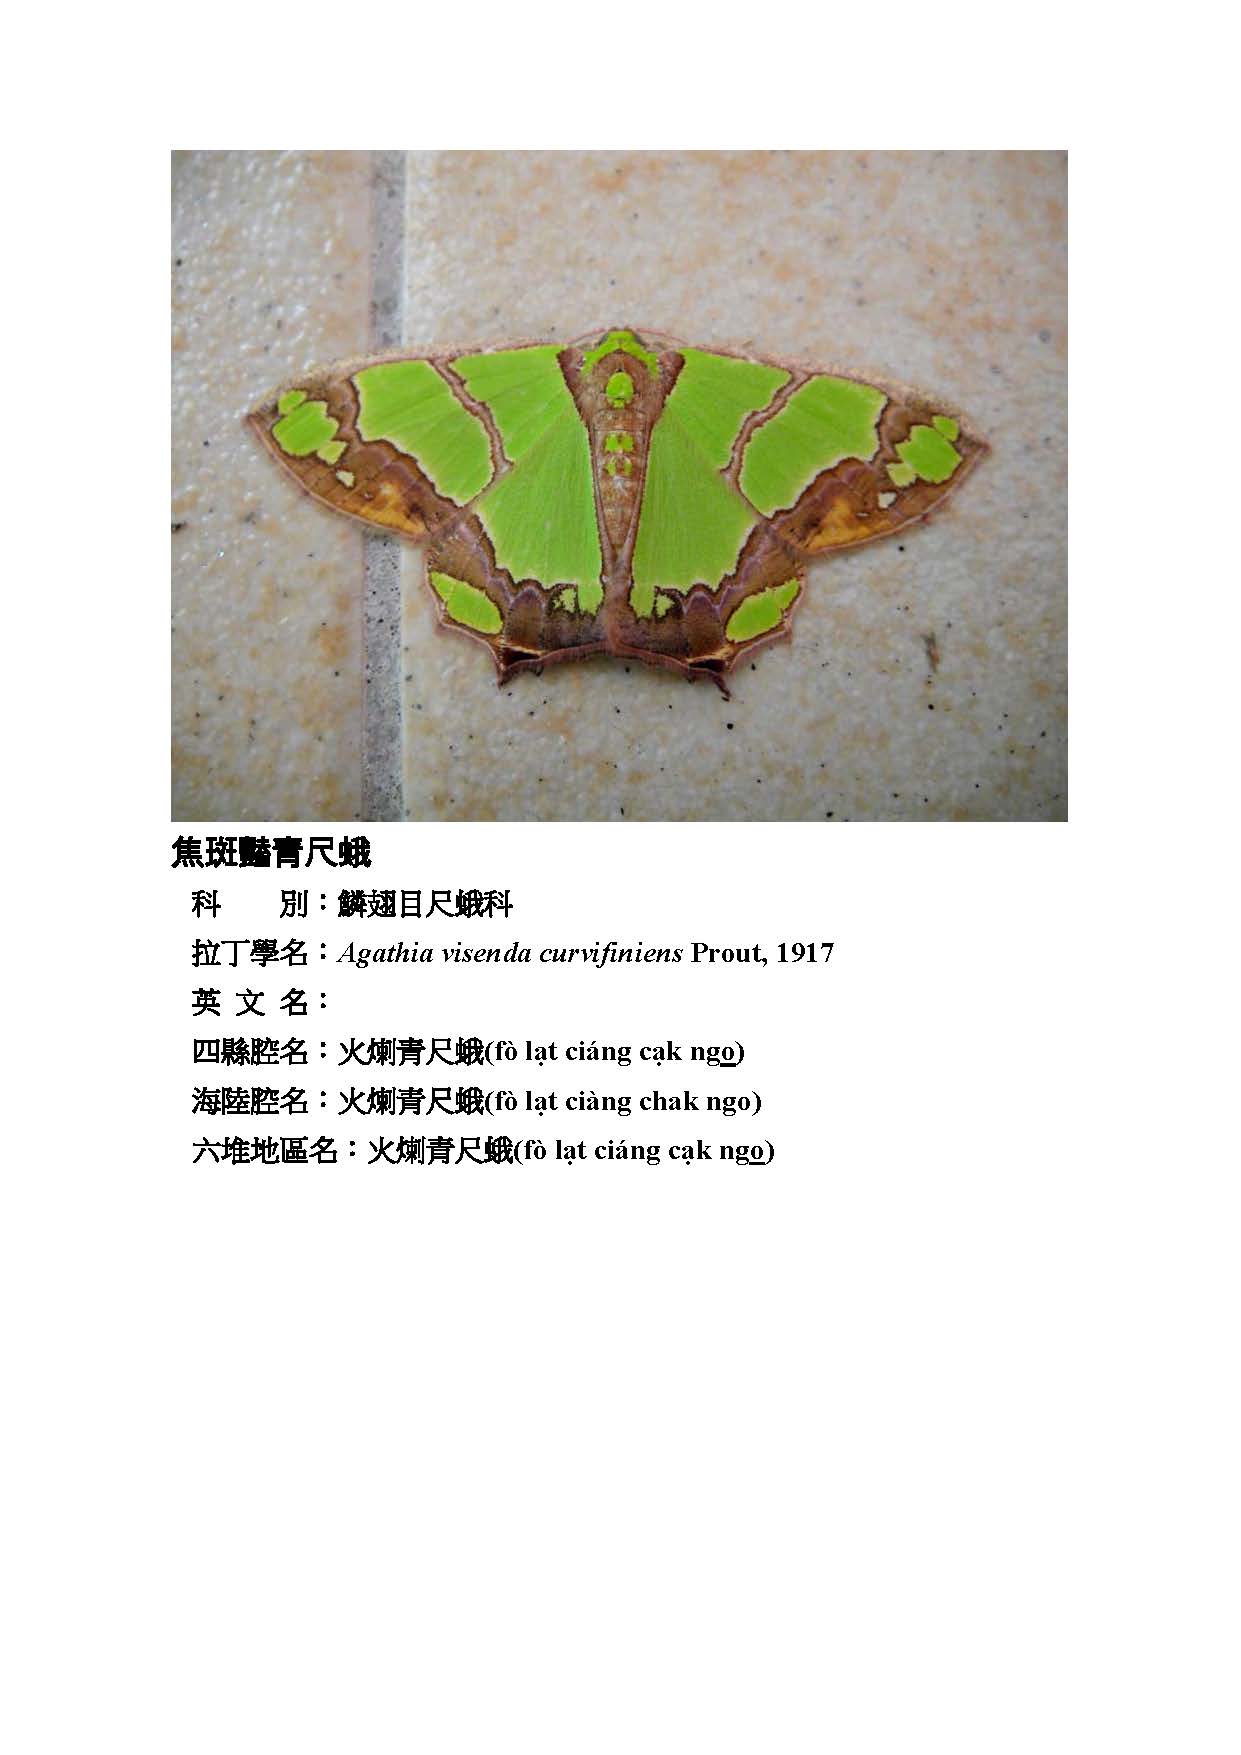 焦斑豔青尺蛾
科　　別：鱗翅目尺蛾科
拉丁學名：Agathia visenda curvifiniens Prout, 1917
英 文 名：
四縣腔名：火爛青尺蛾(fò lạt ciáng cạk ngo)
海陸腔名：火爛青尺蛾(fò lạt ciàng chak ngo)
六堆地區名：火爛青尺蛾(fò lạt ciáng cạk ngo)